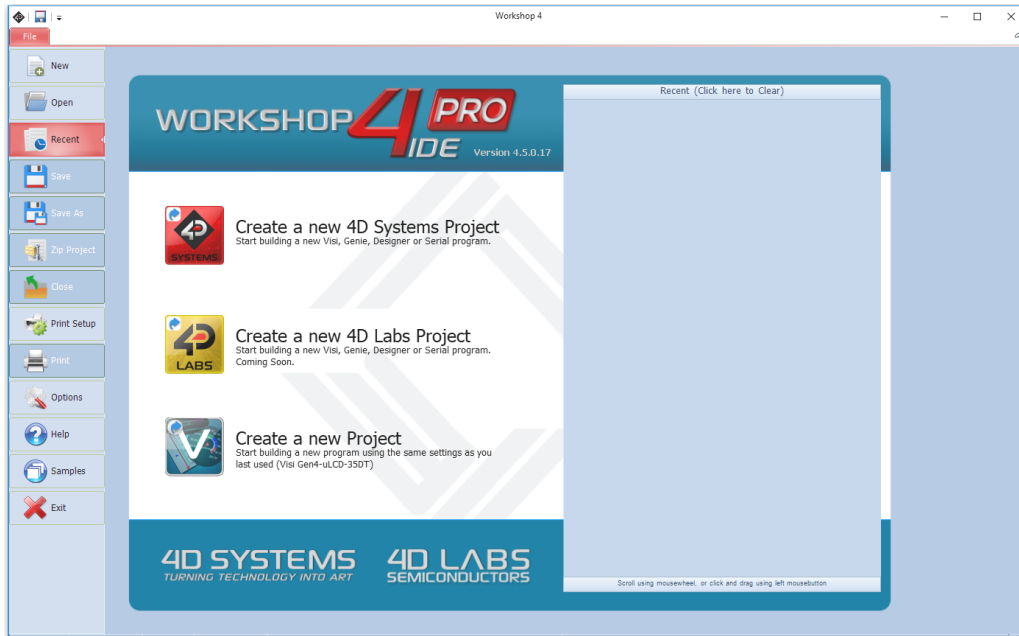 Workshop 4
File
New
Open
Recent
Save
Save As
Zip Project
Close
Print Setup
Print
Options
Help
Samples
Exit
WORKSHOP 4 PRO
IDE Version 4.5.0.17
4D
SYSTEMS
Create a new 4D Systems Project
Start building a new Visi, Genie, Designer or Serial program.
4D
LABS
Create a new 4D Labs Project
Start building a new Visi, Genie, Designer or Serial program.
Coming Soon.
V
Create a new Project
Start building a new program using the same settings as you
last used (Visi Gen4-uLCD-35DT)
4D SYSTEMS
TURNING TECHNOLOGY INTO ART
4D LABS
SEMICONDUCTORS
Recent (Click here to Clear)
Scroll using mousewheel, or click and drag using left mousebutton